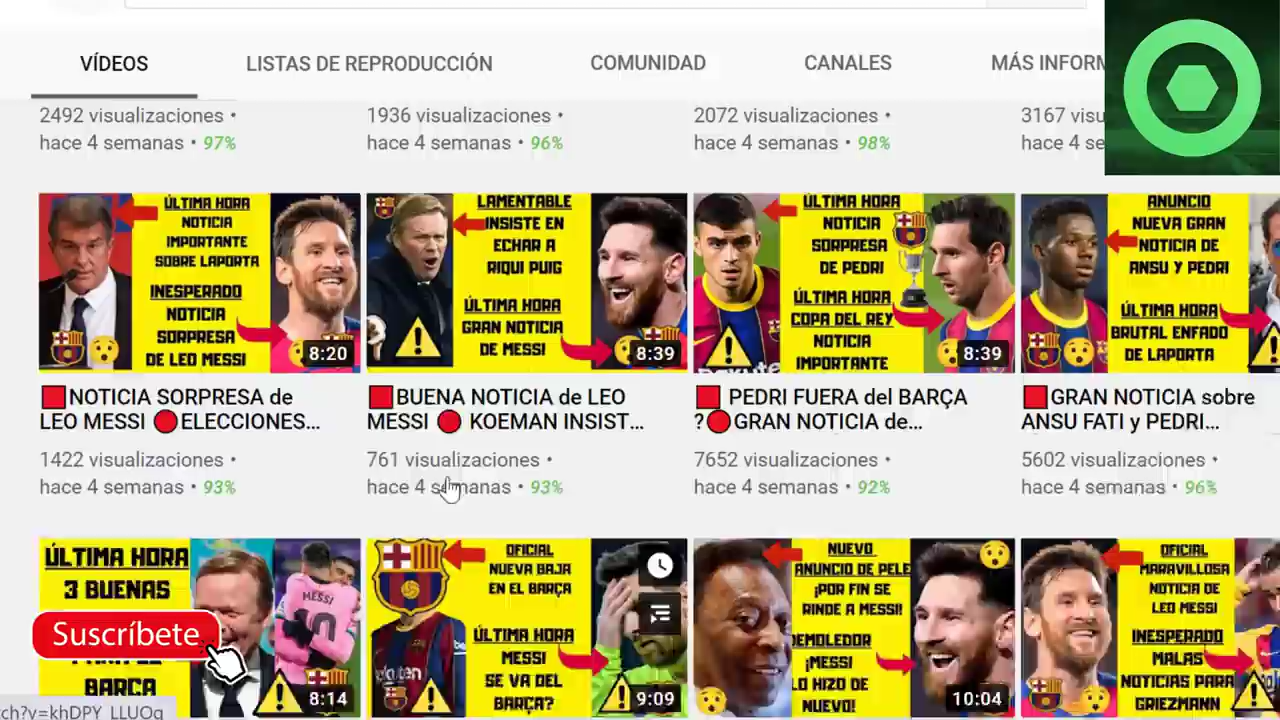 VÍDEOS
LISTAS DE REPRODUCCIÓN
COMUNIDAD
CANALES
MÁS INFORM
2492 visualizaciones •
hace 4 semanas • 97%
1936 visualizaciones •
hace 4 semanas • 96%
2072 visualizaciones •
hace 4 semanas • 98%
3167 visu
hace 4 se
ÚLTIMA HORA
NOTICIA
IMPORTANTE
SOBRE LAPORTA
INESPERADO
NOTICIA
SORPRESA
DE LEO MESSI
8:20
LAMENTABLE
INSISTE EN
ECHAR A
RIQUI PUIG
ÚLTIMA HORA
GRAN NOTICIA
DE MESSI
8:39
ÚLTIMA HORA
NOTICIA
SORPRESA
DE PEDRI
ÚLTIMA HORA
COPA DEL REY
NOTICIA
IMPORTANTE
8:39
ANUNCIO
NUEVA GRAN
NOTICIA DE
ANSU Y PEDRI
ÚLTIMA HORA
BRUTAL ENFADO
DE LAPORTA
NOTICIA SORPRESA de
LEO MESSI 🔴ELECCIONES...
1422 visualizaciones •
hace 4 semanas • 93%
BUENA NOTICIA de LEO
MESSI 🔴 KOEMAN INSIST...
761 visualizaciones •
hace 4 semanas • 93%
PEDRI FUERA del BARÇA
?🔴GRAN NOTICIA de...
7652 visualizaciones •
hace 4 semanas • 92%
GRAN NOTICIA sobre
ANSU FATI y PEDRI...
5602 visualizaciones •
hace 4 semanas • 96%
ÚLTIMA HORA
3 BUENAS
BARÇA
MESSI
10
8:14
Suscríbete
OFICIAL
NUEVA BAJA
EN EL BARÇA
ÚLTIMA HORA
MESSI
SE VA DEL
BARÇA?
9:09
NUEVO
ANUNCIO DE PELE
¡POR FIN SE
RINDE A MESSI!
DEMOLEDOR
¡MESSI
LO HIZO DE
NUEVO!
10:04
OFICIAL
MARAVILLOSA
NOTICIA DE
LEO MESSI
INESPERADO
MALAS
NOTICIAS PARA
GRIEZMANN